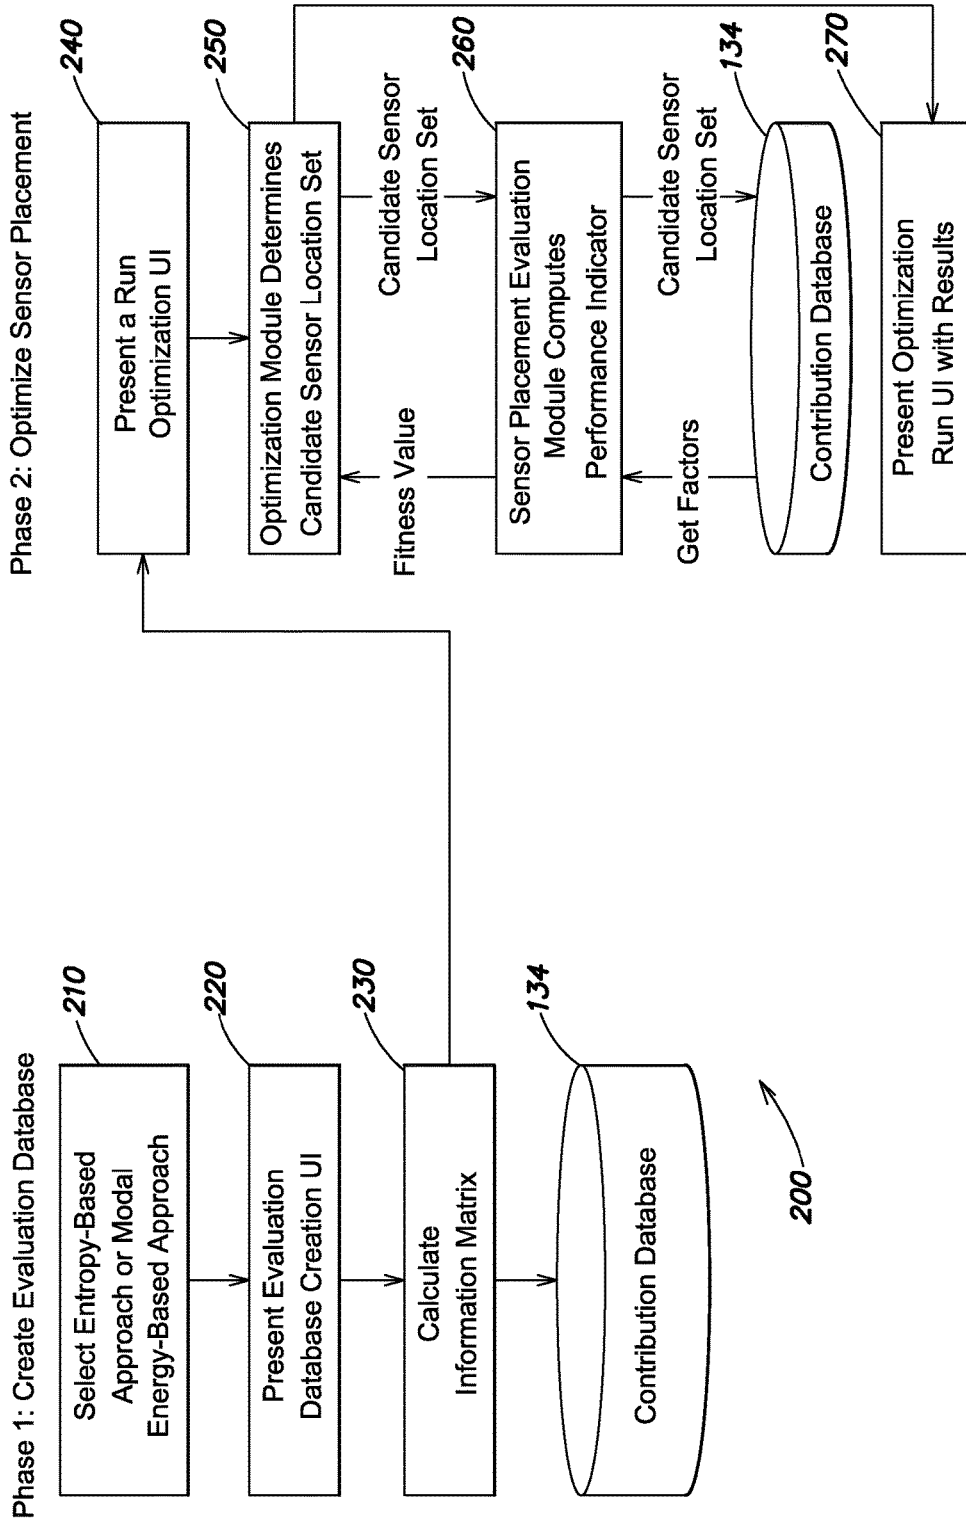 Phase 1: Create Evaluation Database
210
Select Entropy-Based
Approach or Modal
Energy-Based Approach
220
Present Evaluation
Database Creation UI
230
Calculate
Information Matrix
134
Contribution Database
200
Phase 2: Optimize Sensor Placement
240
Present a Run
Optimization UI
250
Optimization Module Determines
Candidate Sensor Location Set
Fitness Value
Candidate Sensor
Location Set
260
Sensor Placement Evaluation
Module Computes
Performance Indicator
Get Factors
Candidate Sensor
Location Set
134
Contribution Database
270
Present Optimization
Run UI with Results